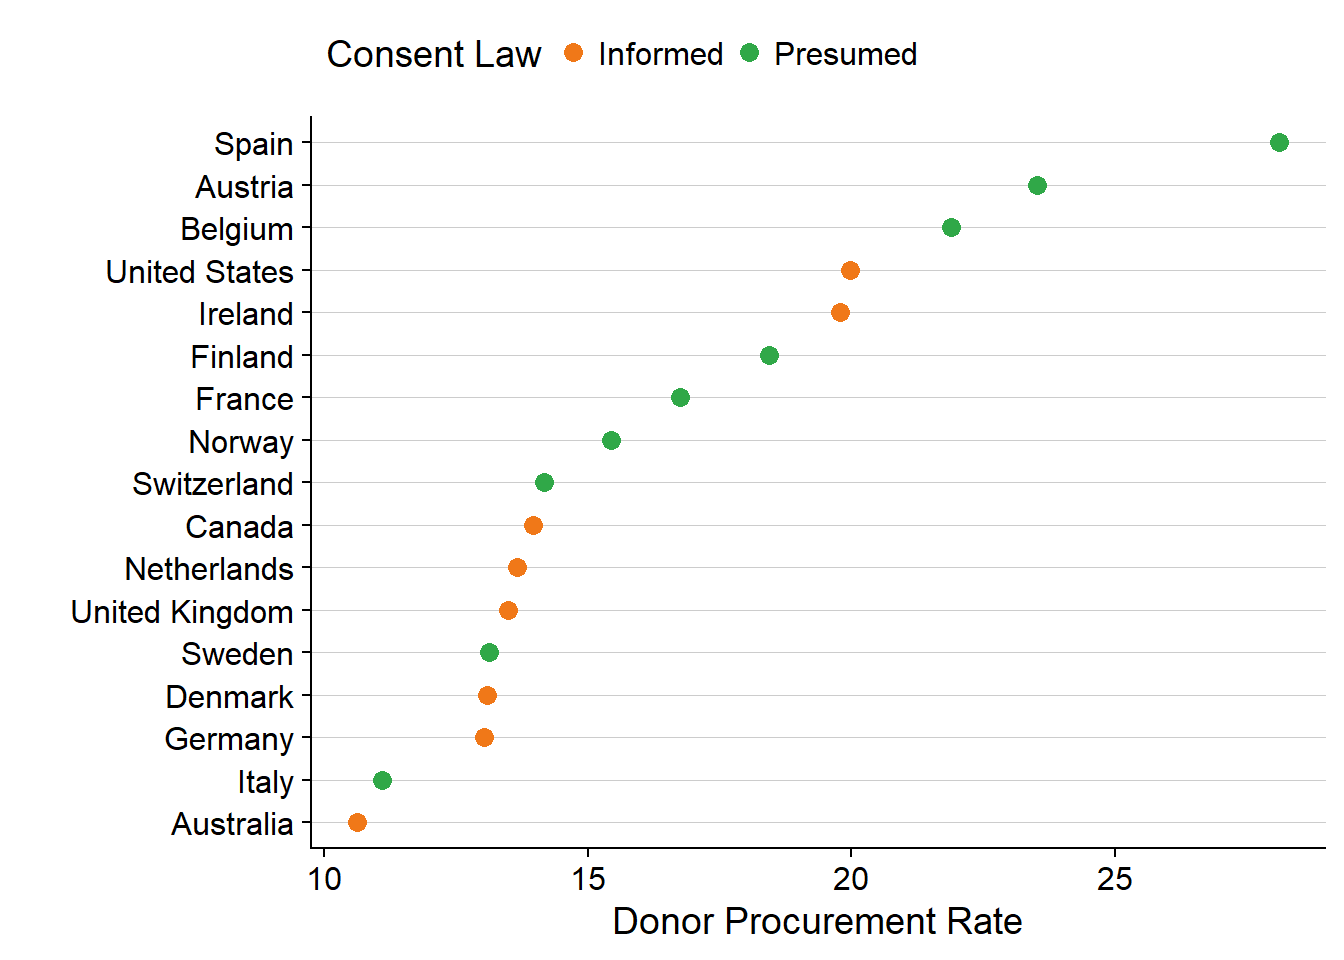 Consent Law Informed Presumed
Spain
Austria
Belgium
United States
Ireland
Finland
France
Norway
Switzerland
Canada
Netherlands
United Kingdom
Sweden
Denmark
Germany
Italy
Australia
10 15 20 25
Donor Procurement Rate